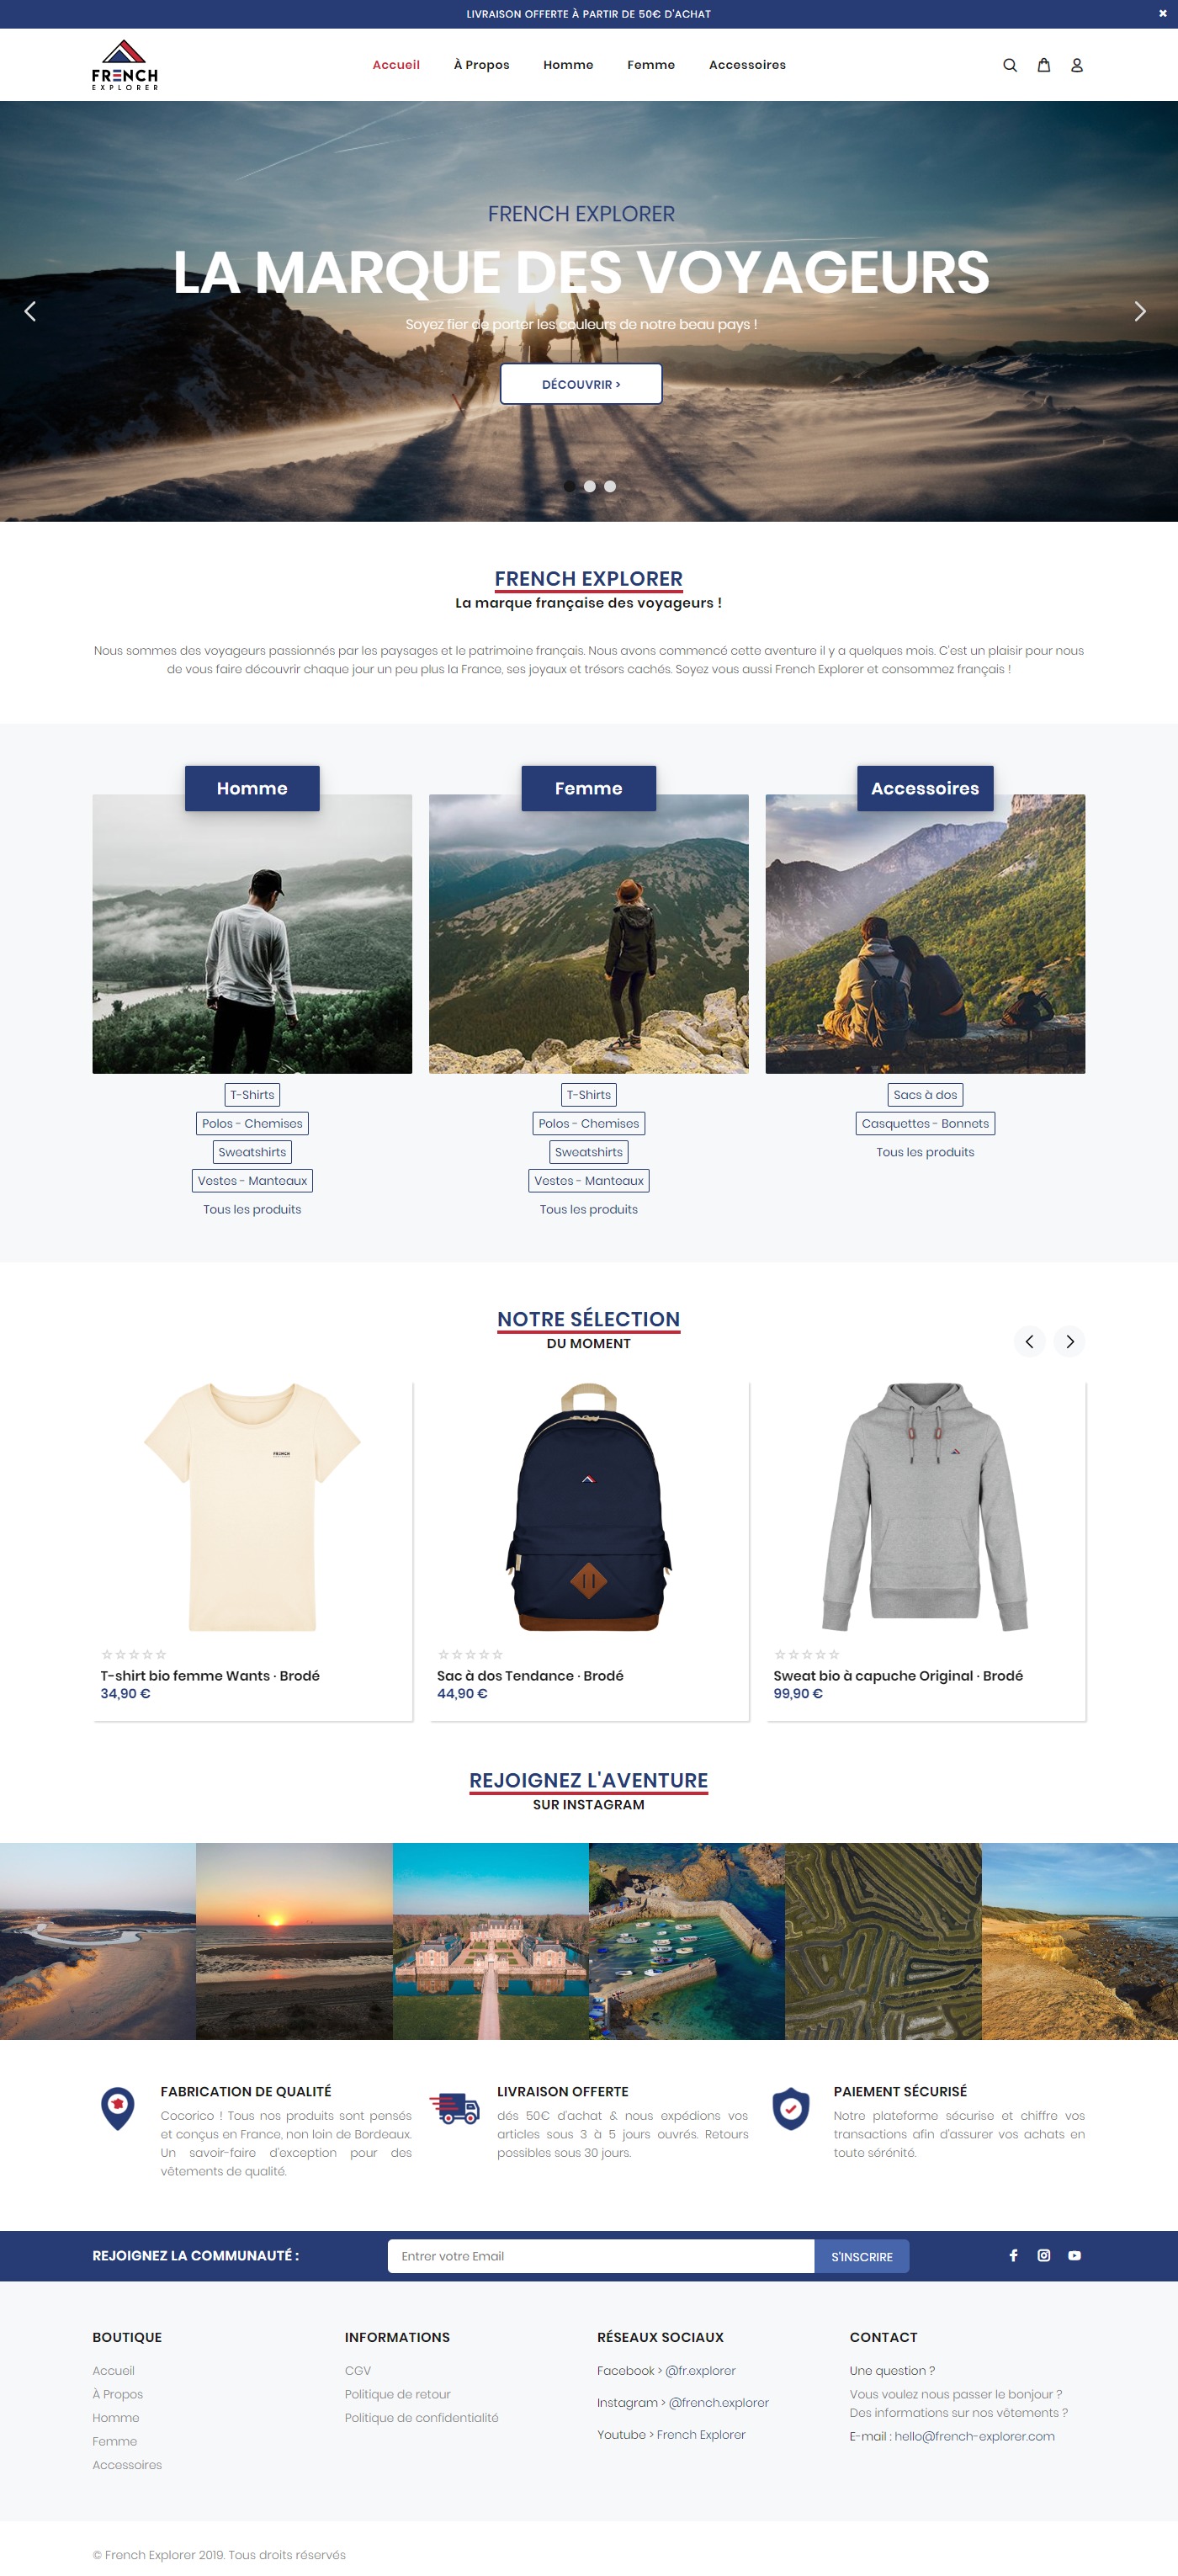 LIVRAISON OFFERTE À PARTIR DE 50€ D'ACHAT
FRENCH
EXPLORER
Accueil
À Propos
Homme
Femme
Accessoires
FRENCH EXPLORER
LA MARQUE DES VOYAGEURS
Soyez fier de porter les couleurs de notre beau pays !
DÉCOUVRIR >
FRENCH EXPLORER
La marque française des voyageurs !
Nous sommes des voyageurs passionnés par les paysages et le patrimoine français. Nous avons commencé cette aventure il y a quelques mois. C'est un plaisir pour nous
de vous faire découvrir chaque jour un peu plus la France, ses joyaux et trésors cachés. Soyez vous aussi French Explorer et consommez français !
Homme
T-Shirts
Polos - Chemises
Sweatshirts
Vestes - Manteaux
Tous les produits
Femme
T-Shirts
Polos - Chemises
Sweatshirts
Vestes - Manteaux
Tous les produits
Accessoires
Sacs à dos
Casquettes - Bonnets
Tous les produits
NOTRE SÉLECTION
DU MOMENT
FRENCH
T-shirt bio femme Wants · Brodé
34,90 €
Sac à dos Tendance · Brodé
44,90 €
Sweat bio à capuche Original · Brodé
99,90 €
REJOIGNEZ L'AVENTURE
SUR INSTAGRAM
FABRICATION DE QUALITÉ
Cocorico ! Tous nos produits sont pensés
et conçus en France, non loin de Bordeaux.
Un savoir-faire d'exception pour des
vêtements de qualité.
LIVRAISON OFFERTE
dés 50€ d'achat & nous expédions vos
articles sous 3 à 5 jours ouvrés. Retours
possibles sous 30 jours.
PAIEMENT SÉCURISÉ
Notre plateforme sécurise et chiffre vos
transactions afin d'assurer vos achats en
toute sérénité.
REJOIGNEZ LA COMMUNAUTÉ :
Entrer votre Email
S'INSCRIRE
BOUTIQUE
Accueil
À Propos
Homme
Femme
Accessoires
INFORMATIONS
CGV
Politique de retour
Politique de confidentialité
RÉSEAUX SOCIAUX
Facebook > @fr.explorer
Instagram > @french.explorer
Youtube > French Explorer
CONTACT
Une question ?
Vous voulez nous passer le bonjour ?
Des informations sur nos vêtements ?
E-mail : hello@french-explorer.com
© French Explorer 2019. Tous droits réservés